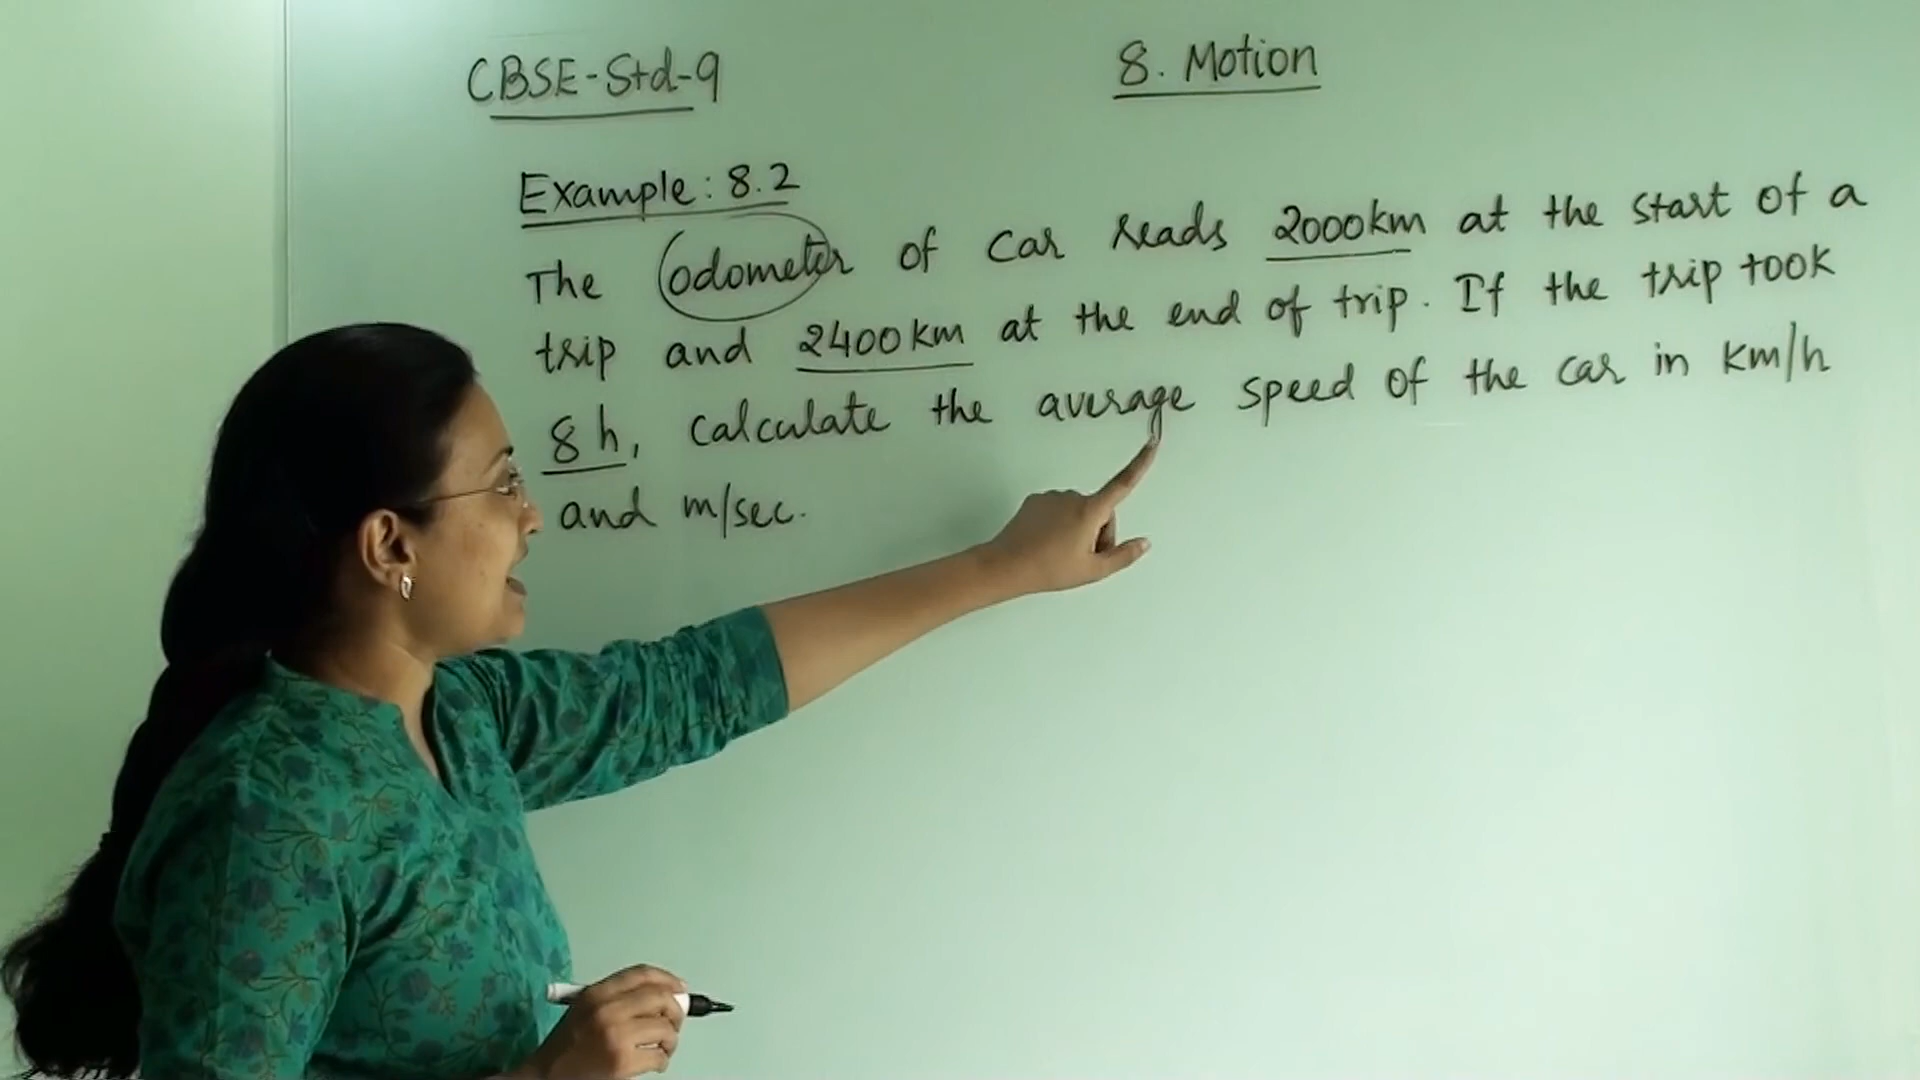 CBSE-Std-9
8. Motion
Example: 8.2
The odometer of car reads 2000km at the start of a
trip and 2400km at the end of trip. If the trip took
8h, calculate the average speed of the car in km/h
and m/sec.